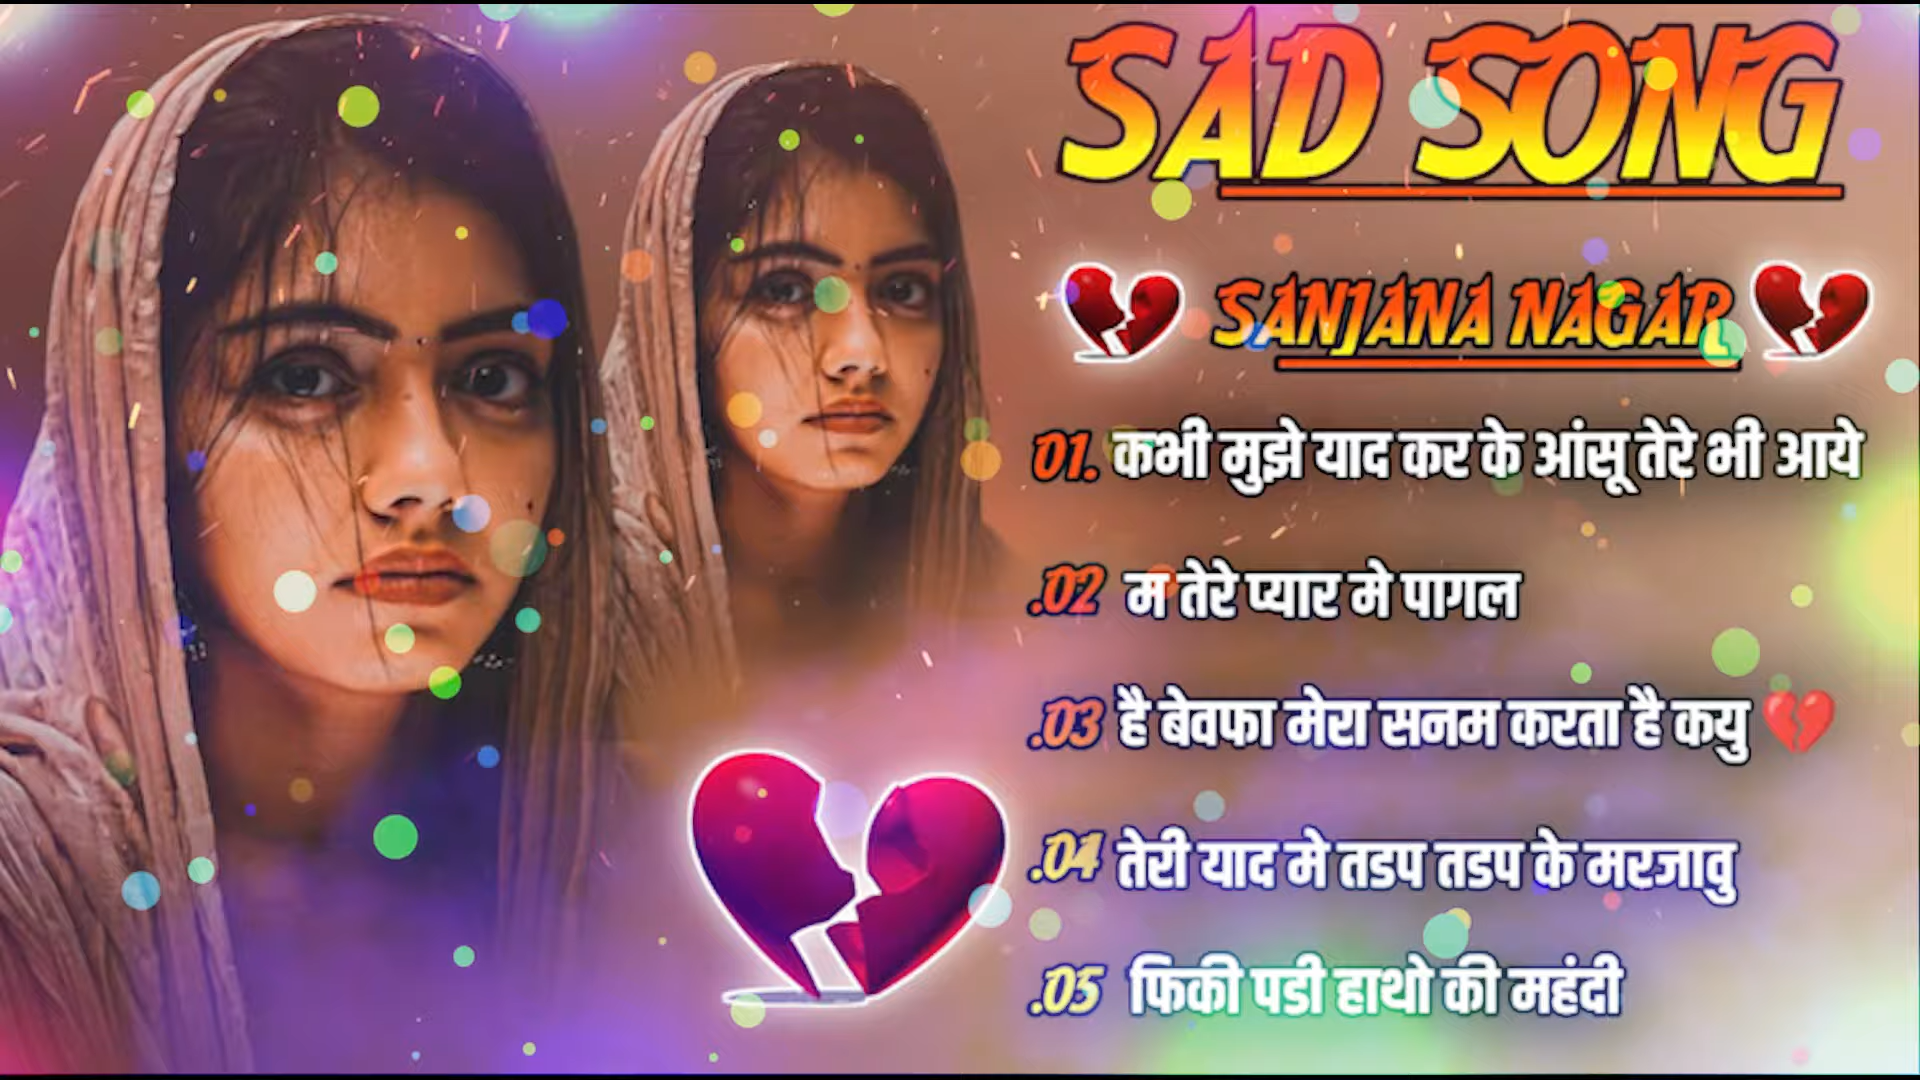 SAD SONG
SANJANA NAGAR
01. कभी मुझे याद कर के आंसू तेरे भी आये
.02 म तेरे प्यार मे पागल
.03 है बेवफा मेरा सनम करता है कयु 💔
.04 तेरी याद मे तडप तडप के मरजावु
.05 फिकी पडी हाथो की महंदी